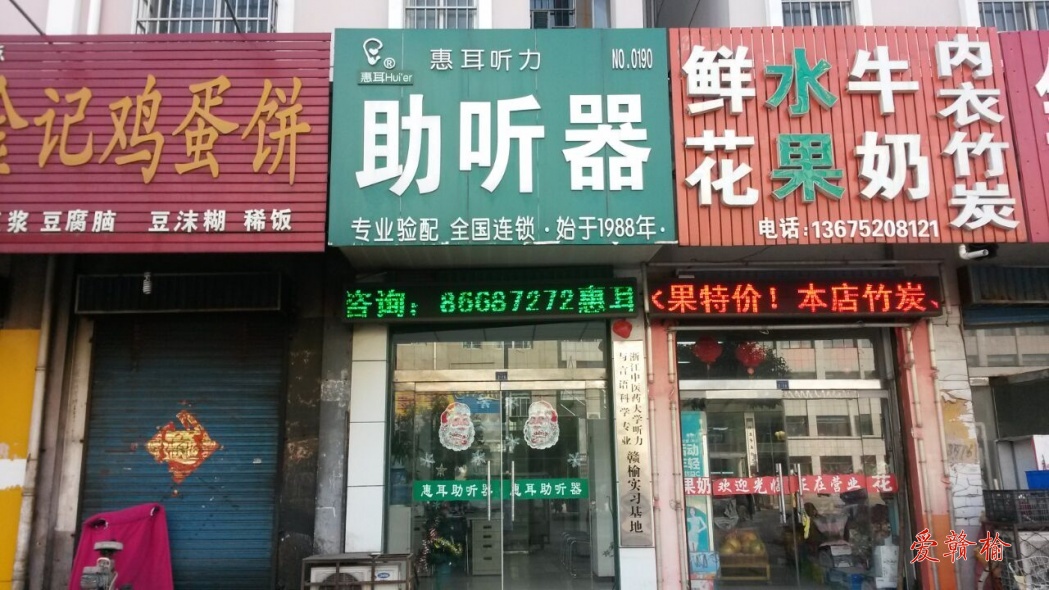 金记鸡蛋饼
浆 豆腐脑 豆沫糊 稀饭
惠耳Hui'er
®
惠耳听力
NO.0190
助听器
专业验配 全国连锁·始于1988年·
鲜花
水果
牛奶
内衣竹炭
电话:13675208121
咨询：86687272惠耳
果特价！本店竹炭、
浙江中医药大学听力
与言语科学专业
赣榆实习基地
惠耳助听器
惠耳助听器
果奶 欢迎光临 正在营业 花
爱赣榆